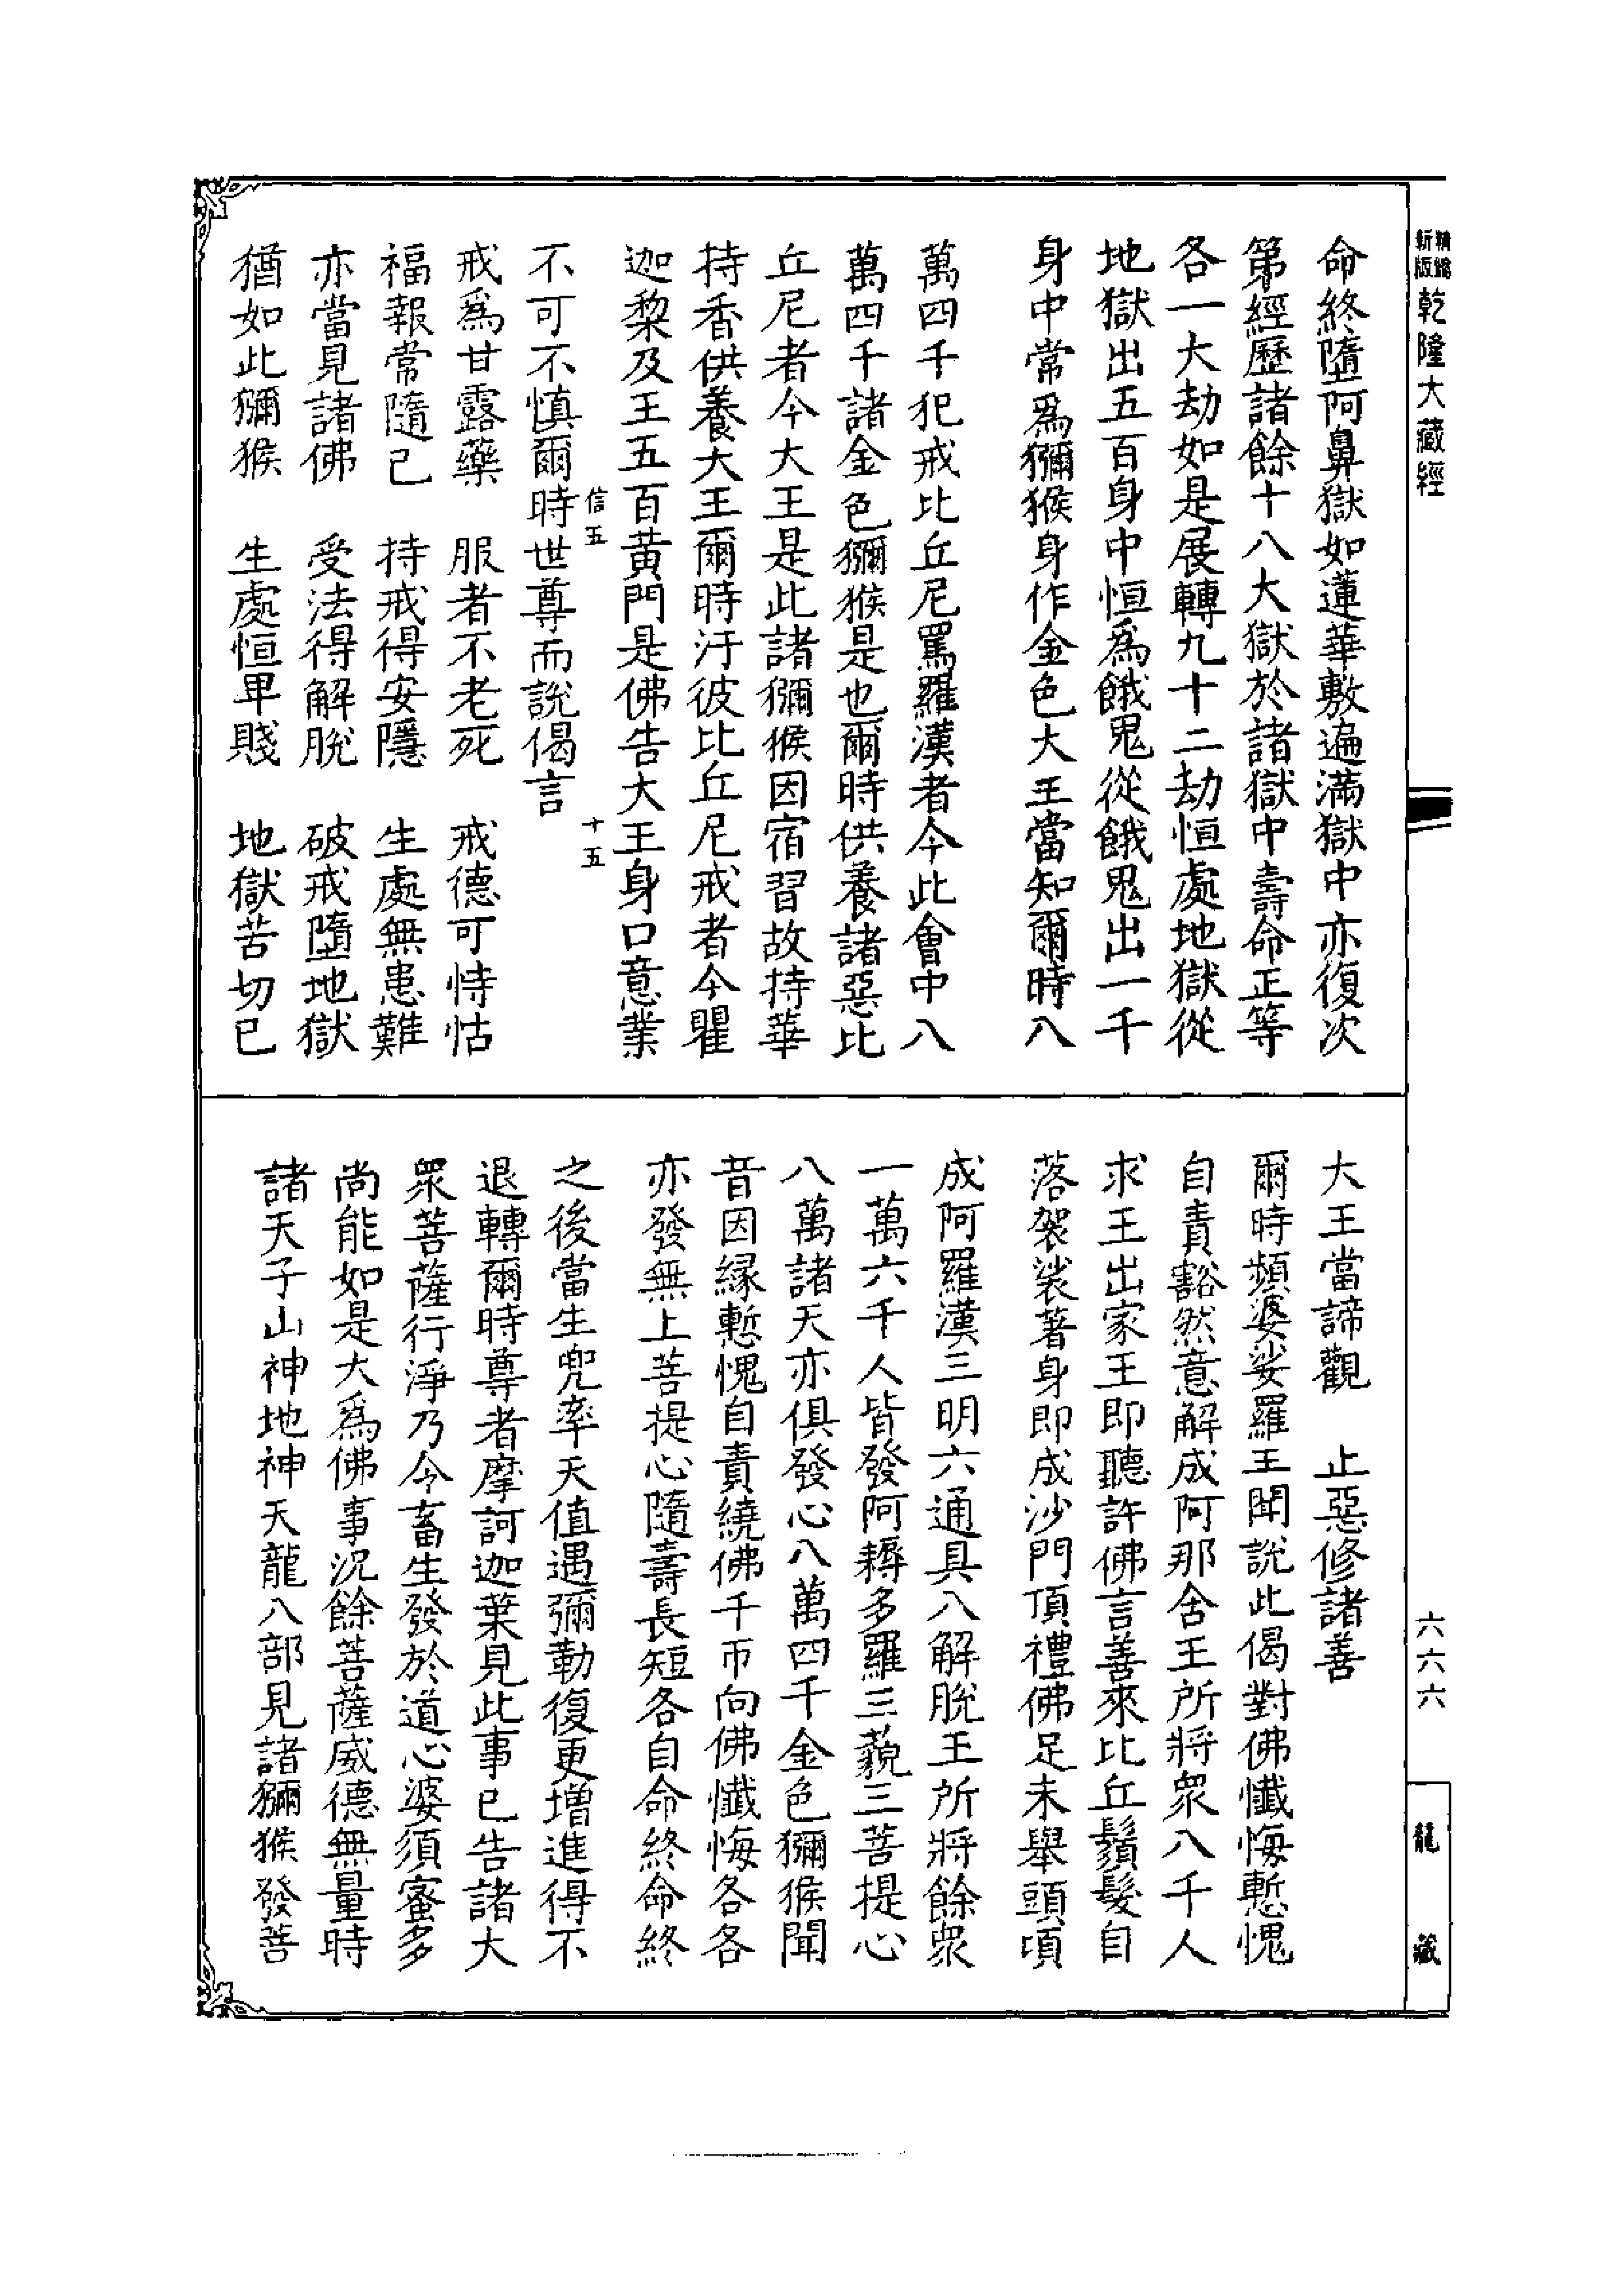 精編
新版
乾隆大藏經
命終墮阿鼻獄如蓮華敷遍滿獄中亦復次
第經歷諸餘十八大獄於諸獄中壽命正等
各一大劫如是展轉九十二劫恒處地獄從
地獄出五百身中恒爲餓鬼從餓鬼出一千
身中常爲獼猴身作金色大王當知爾時八
萬四千犯戒比丘尼罵羅漢者今此會中八
萬四千諸金色獼猴是也爾時供養諸惡比
丘尼者今大王是此諸獼猴因宿習故持華
持香供養大王爾時汙彼比丘尼戒者今瞿
迦黎及王五百黃門是佛告大王身口意業
信五
十五
不可不慎爾時世尊而說偈言
戒爲甘露藥　服者不老死　戒德可恃怙
福報常隨已　持戒得安隱　生處無患難
亦當見諸佛　受法得解脫　破戒墮地獄
猶如此獼猴　生處恒卑賤　地獄苦切已
大王當諦觀　止惡修諸善
爾時頻婆娑羅王聞說此偈對佛懺悔慙愧
自責豁然意解成阿那含王所將眾八千人
求王出家王即聽許佛言善來比丘鬚髮自
落袈裟著身即成沙門頂禮佛足未舉頭頃
成阿羅漢三明六通具八解脫王所將餘眾
一萬六千人皆發阿耨多羅三藐三菩提心
八萬諸天亦俱發心八萬四千金色獼猴聞
昔因緣慙愧自責繞佛千帀向佛懺悔各各
亦發無上菩提心隨壽長短各自命終命終
之後當生兜率天值遇彌勒復更增進得不
退轉爾時尊者摩訶迦葉見此事已告諸大
眾菩薩行淨乃令畜生發於道心婆須蜜多
尚能如是大爲佛事況餘菩薩威德無量時
諸天子山神地神天龍八部見諸獼猴發菩
六六六
龍藏